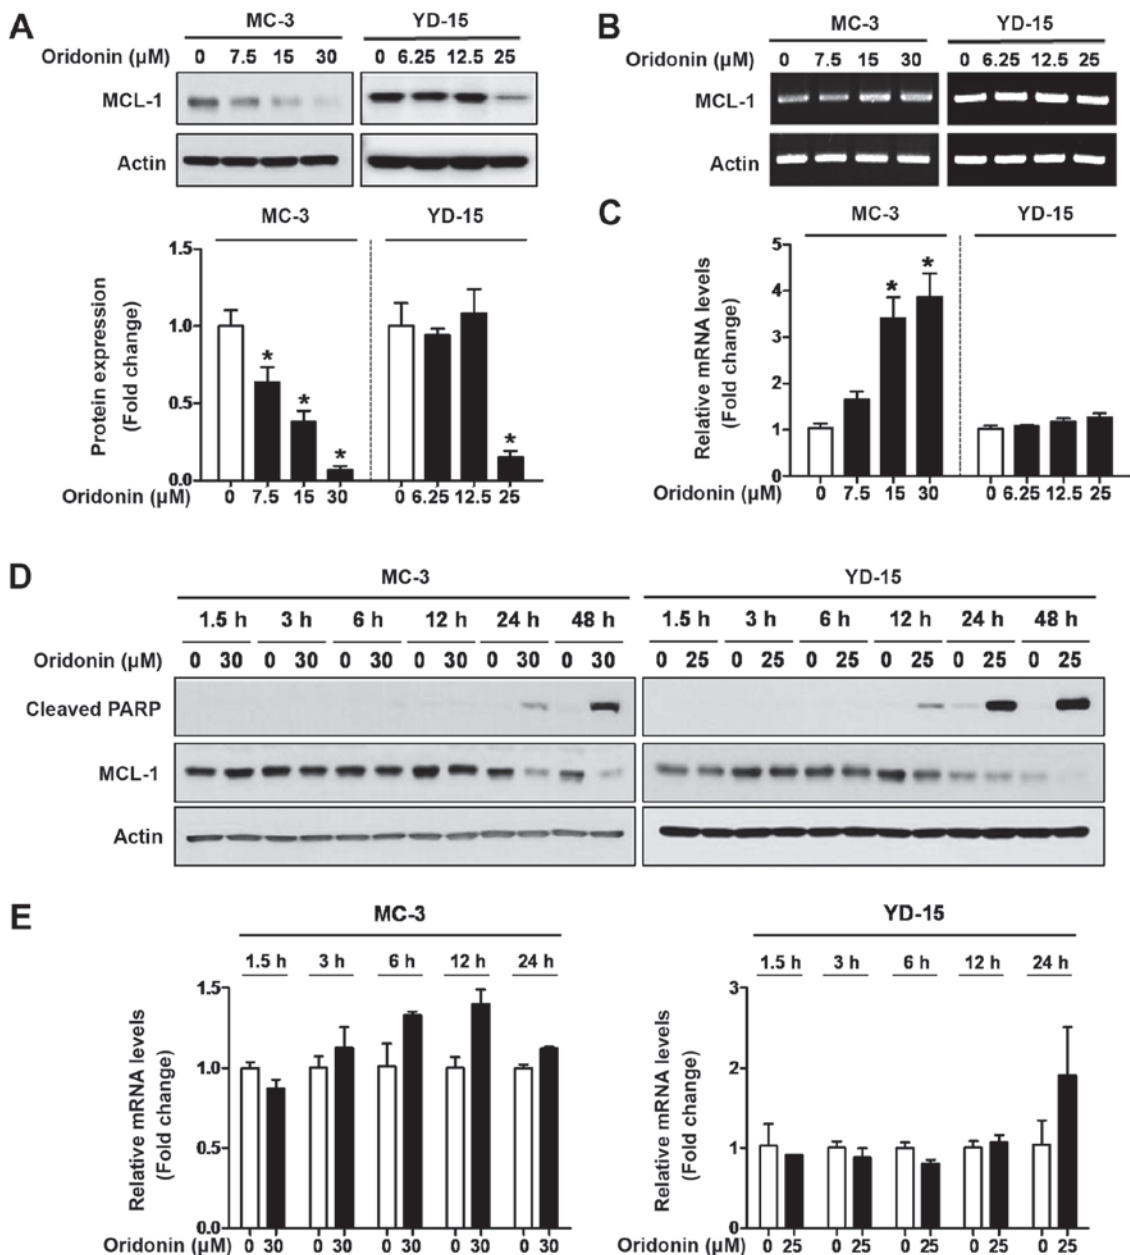 A
MC-3 YD-15
Oridonin (µM) 0 7.5 15 30 0 6.25 12.5 25
MCL-1
Actin
MC-3 YD-15
1.5
1.0
0.5
0.0
Protein expression
(Fold change)
* * * *
Oridonin (µM) 0 7.5 15 30 0 6.25 12.5 25
B
MC-3 YD-15
Oridonin (µM) 0 7.5 15 30 0 6.25 12.5 25
MCL-1
Actin
C
MC-3 YD-15
5
4
3
2
1
0
Relative mRNA levels
(Fold change)
* *
Oridonin (µM) 0 7.5 15 30 0 6.25 12.5 25
D
MC-3 YD-15
1.5 h 3 h 6 h 12 h 24 h 48 h 1.5 h 3 h 6 h 12 h 24 h 48 h
Oridonin (µM) 0 30 0 30 0 30 0 30 0 30 0 30 0 25 0 25 0 25 0 25 0 25 0 25
Cleaved PARP
MCL-1
Actin
E
MC-3
1.5 h 3 h 6 h 12 h 24 h
1.5
1.0
0.5
0.0
Relative mRNA levels
(Fold change)
Oridonin (µM) 0 30 0 30 0 30 0 30 0 30
YD-15
1.5 h 3 h 6 h 12 h 24 h
3
2
1
0
Relative mRNA levels
(Fold change)
Oridonin (µM) 0 25 0 25 0 25 0 25 0 25